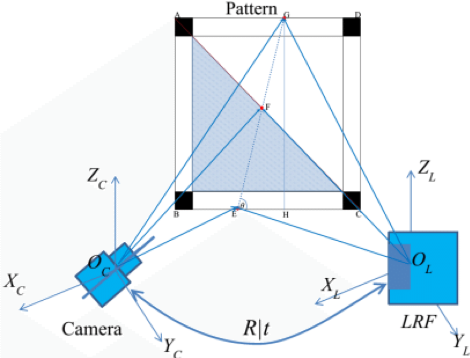 Pattern
A
G
D
F
B
E
θ
H
C
Z_C
Z_L
O_C
O_L
X_C
X_L
Camera
R|t
LRF
Y_C
Y_L